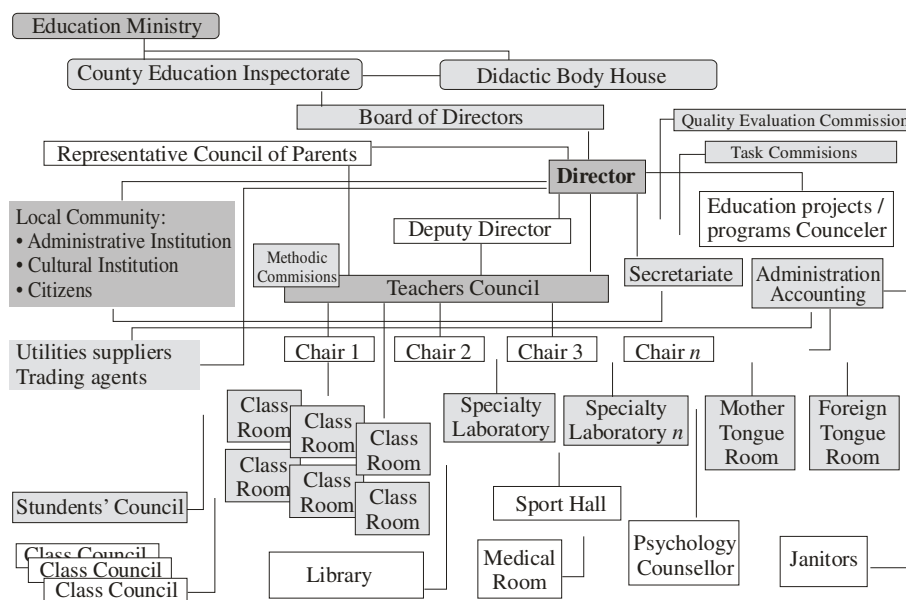 Education Ministry
County Education Inspectorate
Didactic Body House
Board of Directors
Quality Evaluation Commission
Task Commisions
Representative Council of Parents
Director
Education projects /
programs Counceler
Local Community:
• Administrative Institution
• Cultural Institution
• Citizens
Deputy Director
Methodic
Commisions
Teachers Council
Secretariate
Administration
Accounting
Utilities suppliers
Trading agents
Chair 1
Chair 2
Chair 3
Chair n
Class
Room
Class
Room
Class
Room
Class
Room
Class
Room
Class
Room
Specialty
Laboratory
Specialty
Laboratory n
Mother
Tongue
Room
Foreign
Tongue
Room
Stundents' Council
Sport Hall
Class Council
Class Council
Class Council
Library
Medical
Room
Psychology
Counsellor
Janitors